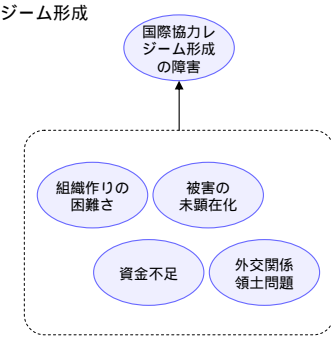 ジーム形成
国際協力レ
ジーム形成
の障害
組織作りの
困難さ
被害の
未顕在化
資金不足
外交関係
領土問題